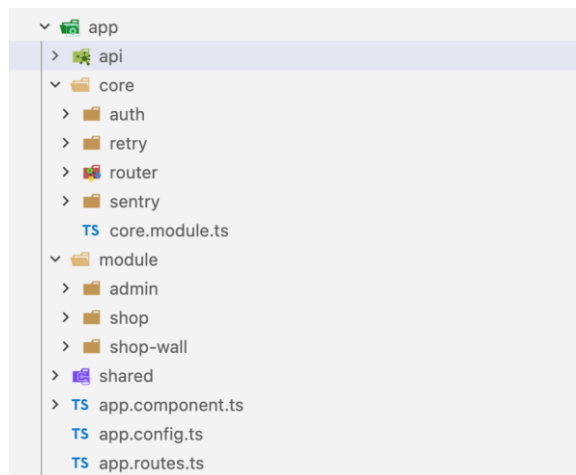 app
api
core
auth
retry
router
sentry
TS core.module.ts
module
admin
shop
shop-wall
shared
TS app.component.ts
TS app.config.ts
TS app.routes.ts